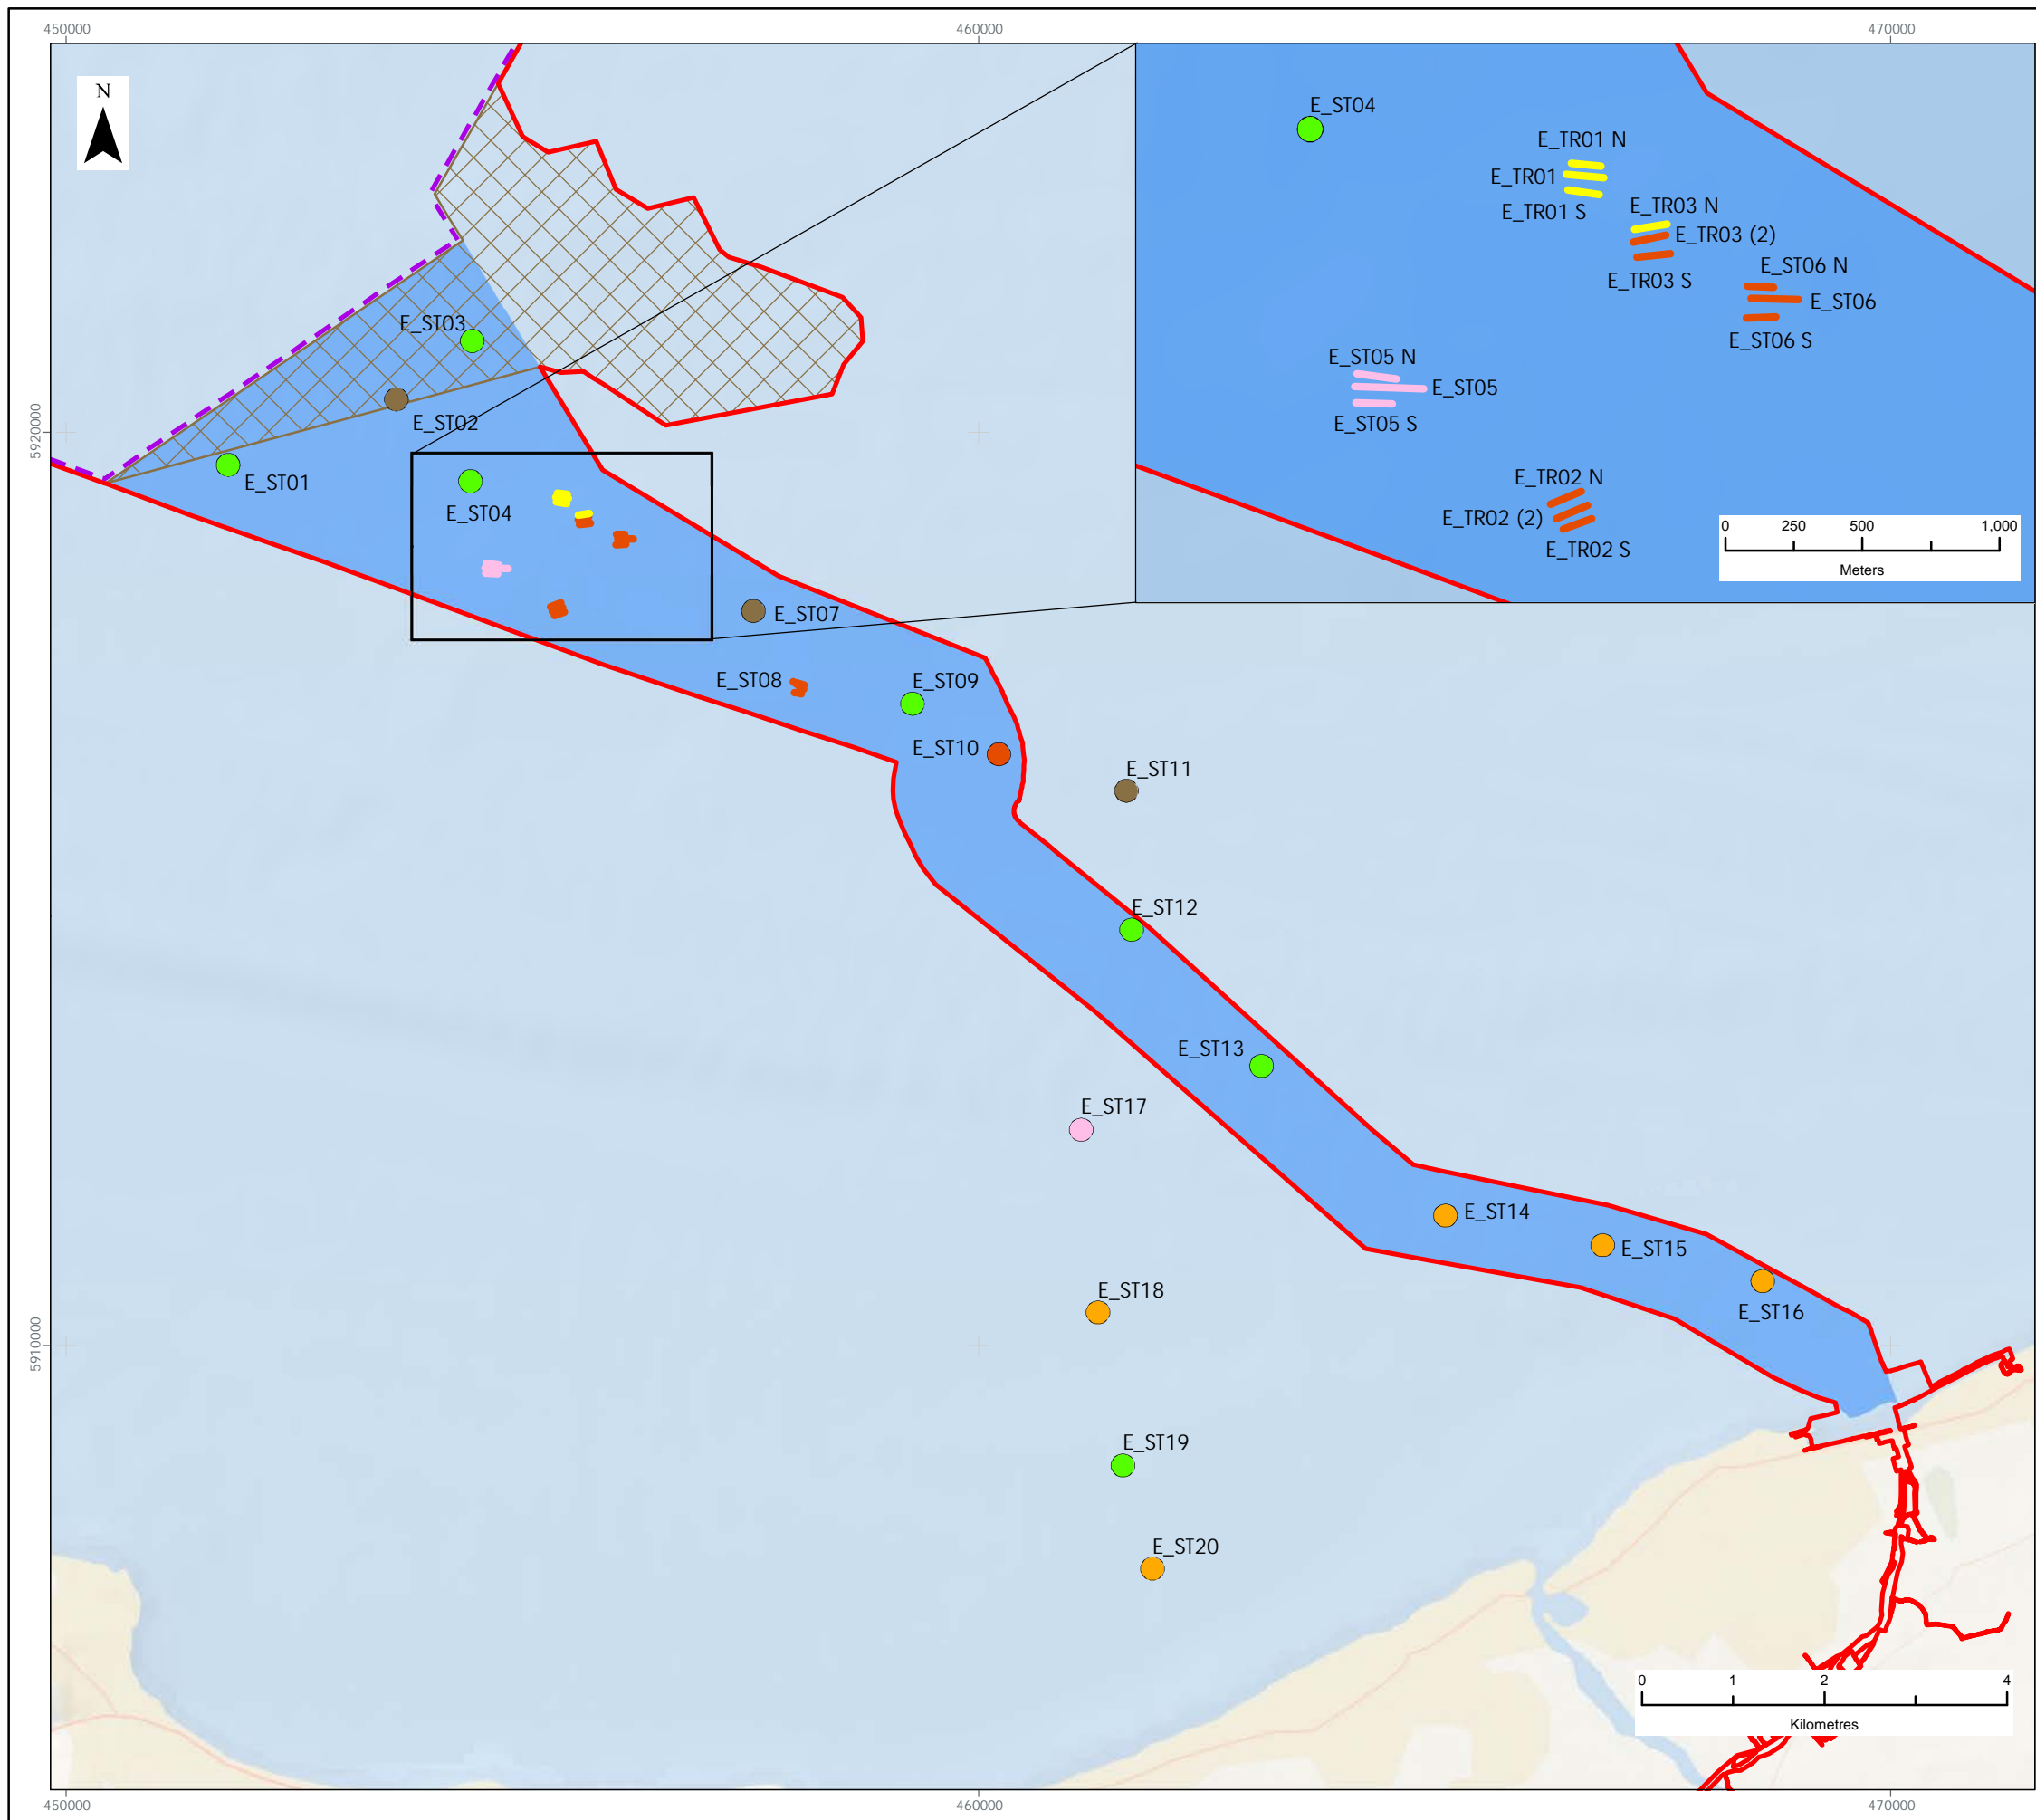 450000
460000
470000
N
E_ST04
E_TR01 N
E_TR01
E_TR01 S
E_TR03 N
E_TR03 (2)
E_TR03 S
E_ST06 N
E_ST06
E_ST06 S
E_ST05 N
E_ST05
E_ST05 S
E_TR02 N
E_TR02 (2)
E_TR02 S
0 250 500 1,000
Meters
E_ST03
E_ST02
5920000
E_ST01
E_ST04
E_ST07
E_ST08
E_ST09
E_ST10
E_ST11
E_ST12
E_ST13
E_ST17
E_ST14
E_ST15
E_ST16
E_ST18
5910000
E_ST19
E_ST20
0 1 2 4
Kilometres
450000
460000
470000